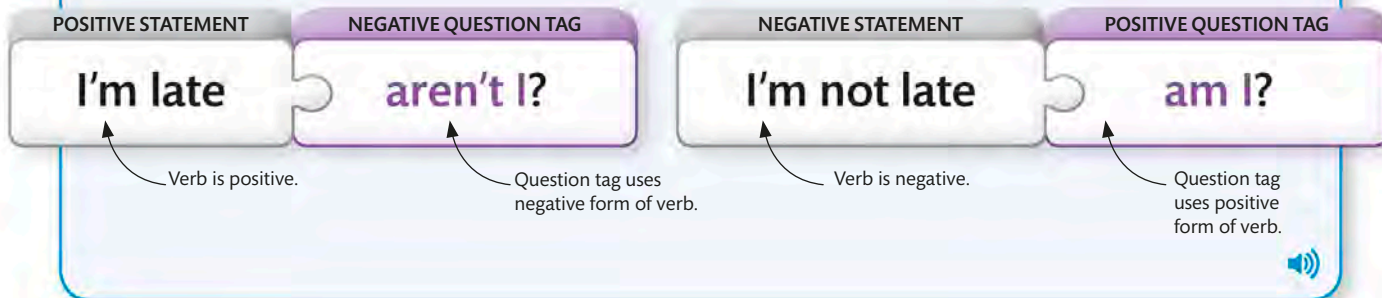 POSITIVE STATEMENT NEGATIVE QUESTION TAG
I'm late aren't I?
Verb is positive.
Question tag uses
negative form of verb.
NEGATIVE STATEMENT POSITIVE QUESTION TAG
I'm not late am I?
Verb is negative.
Question tag
uses positive
form of verb.